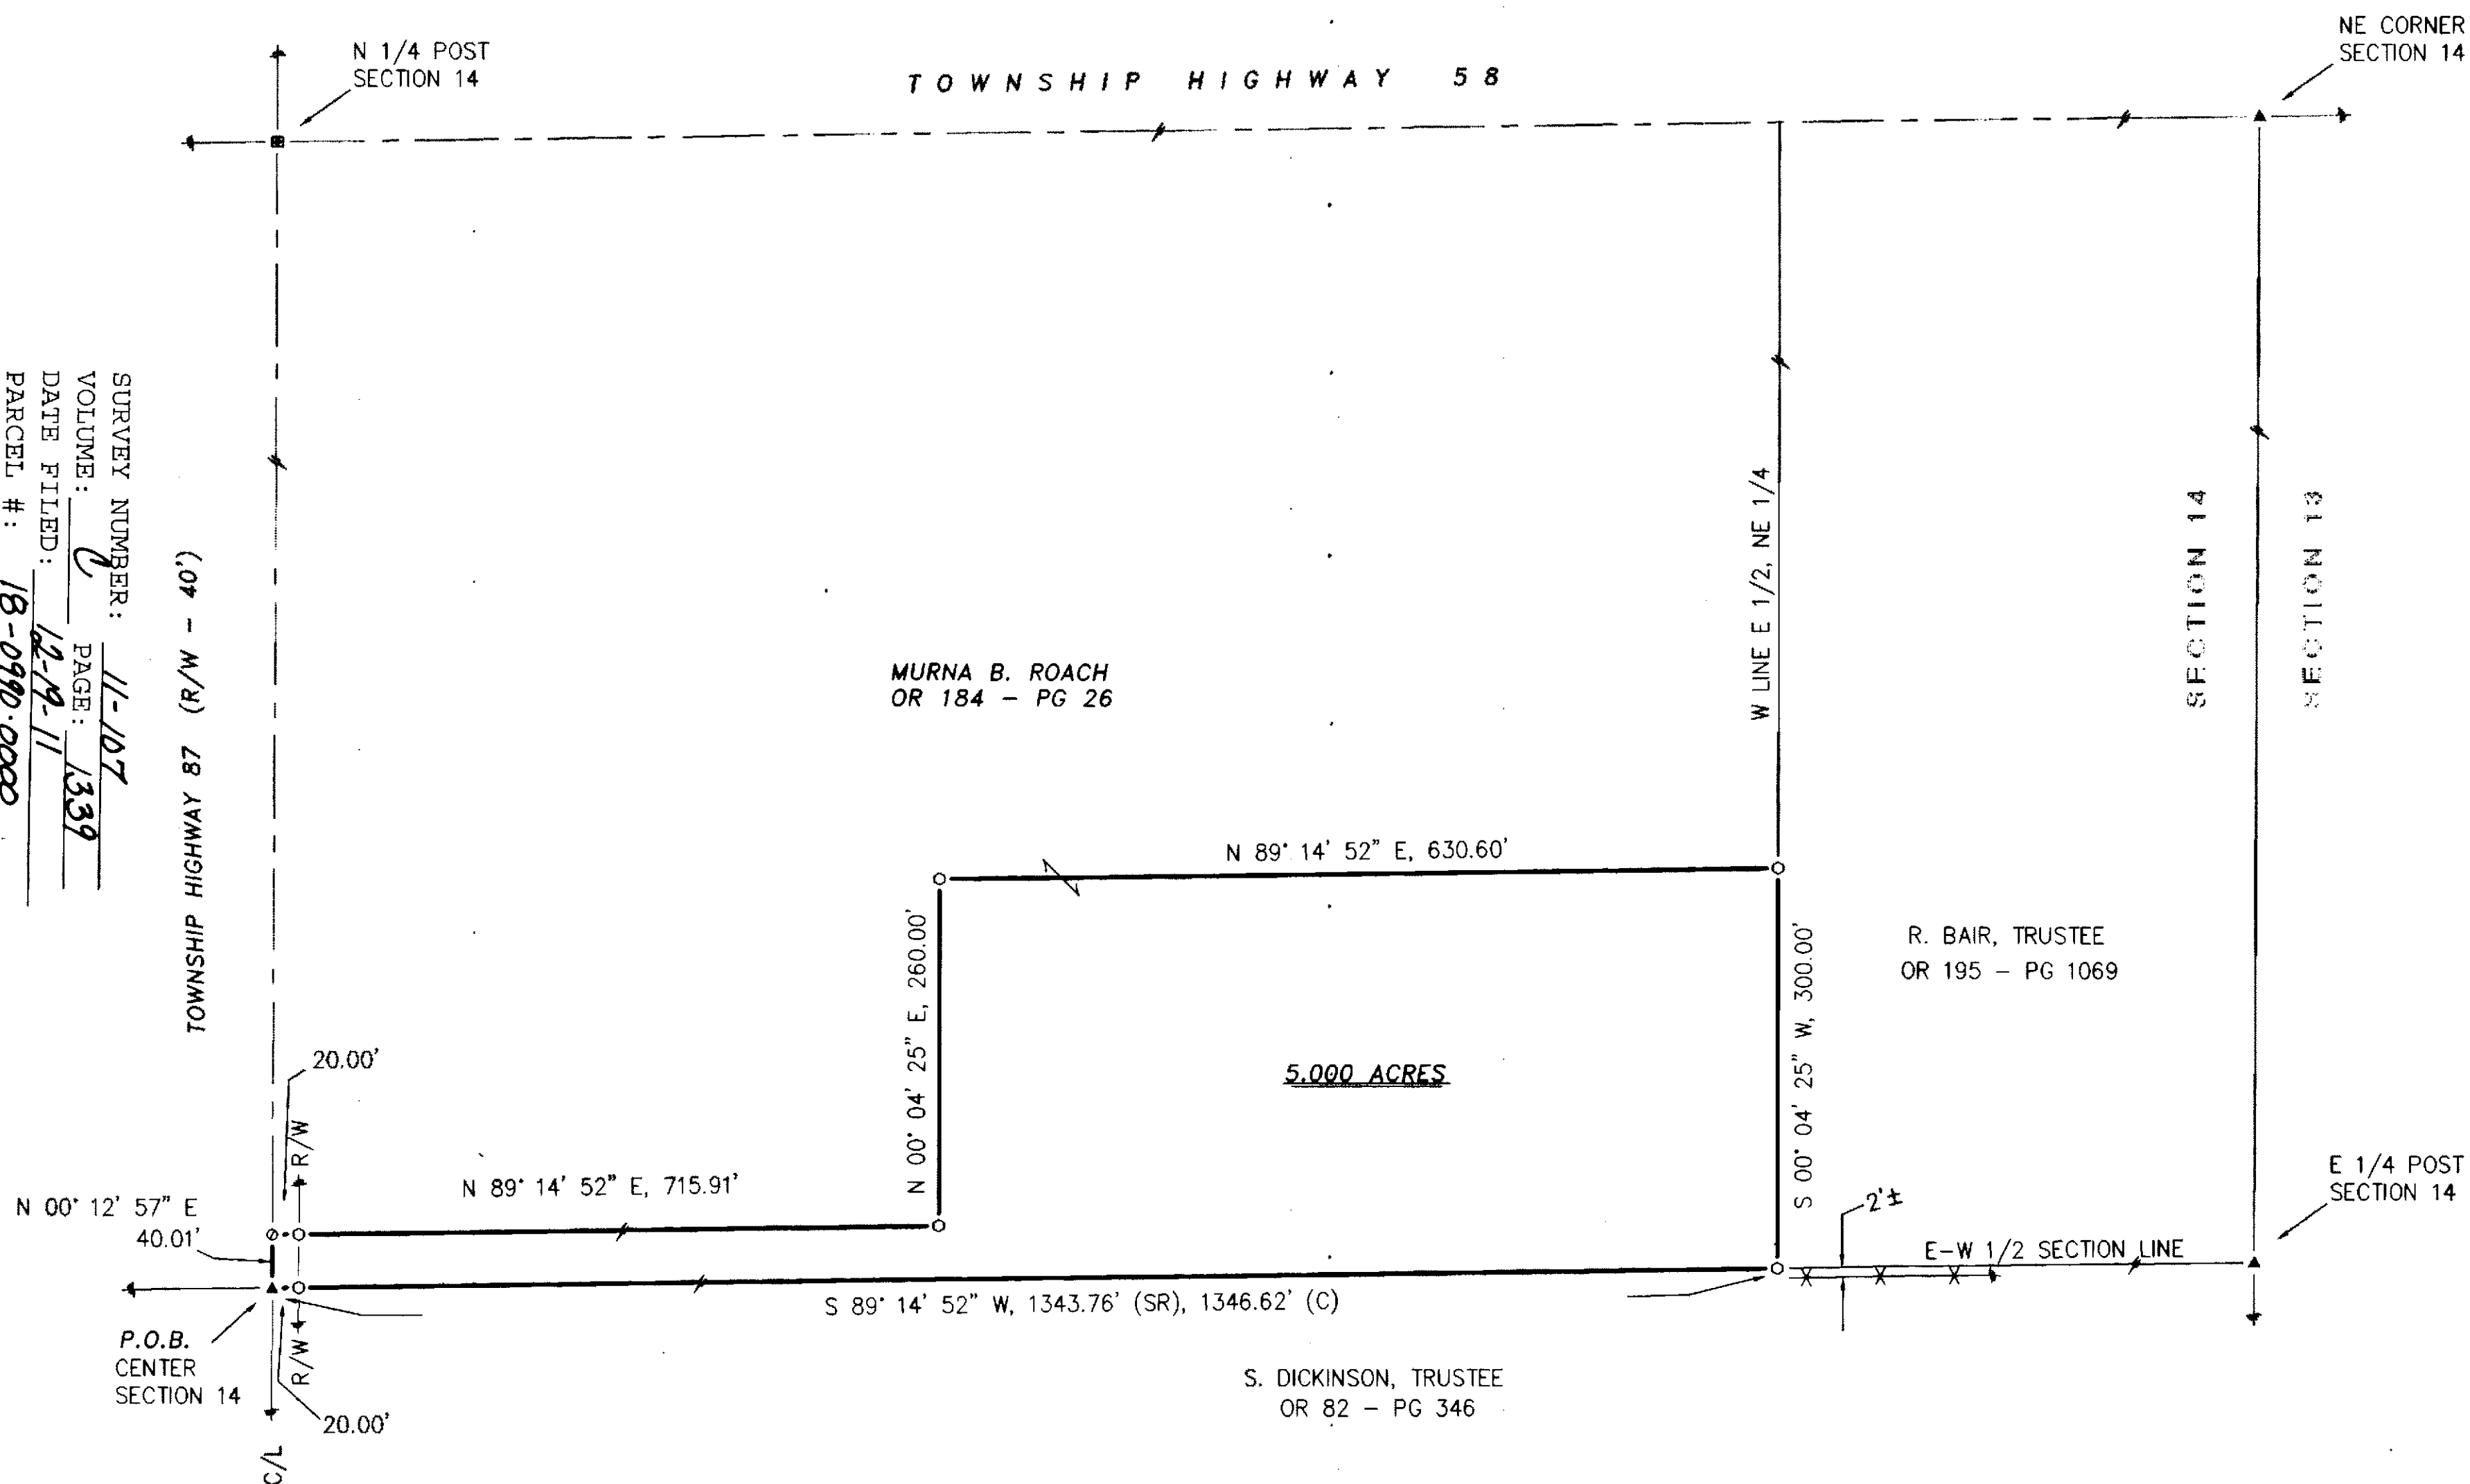 N 1/4 POST
SECTION 14
TOWNSHIP HIGHWAY 58
NE CORNER
SECTION 14
SURVEY NUMBER: 11-107
VOLUME: C PAGE: 1339
DATE FILED: 12-19-11
PARCEL #: 18-0990.0000
TOWNSHIP HIGHWAY 87 (R/W - 40')
W LINE E 1/2, NE 1/4
SECTION 14
SECTION 13
MURNA B. ROACH
OR 184 - PG 26
N 89° 14' 52" E, 630.60'
N 00° 04' 25" E, 260.00'
S 00° 04' 25" W, 300.00'
R. BAIR, TRUSTEE
OR 195 - PG 1069
5.000 ACRES
20.00'
R/W
N 89° 14' 52" E, 715.91'
N 00° 12' 57" E
40.01'
2'±
E-W 1/2 SECTION LINE
E 1/4 POST
SECTION 14
S 89° 14' 52" W, 1343.76' (SR), 1346.62' (C)
P.O.B.
CENTER
SECTION 14
R/W
20.00'
C/L
S. DICKINSON, TRUSTEE
OR 82 - PG 346